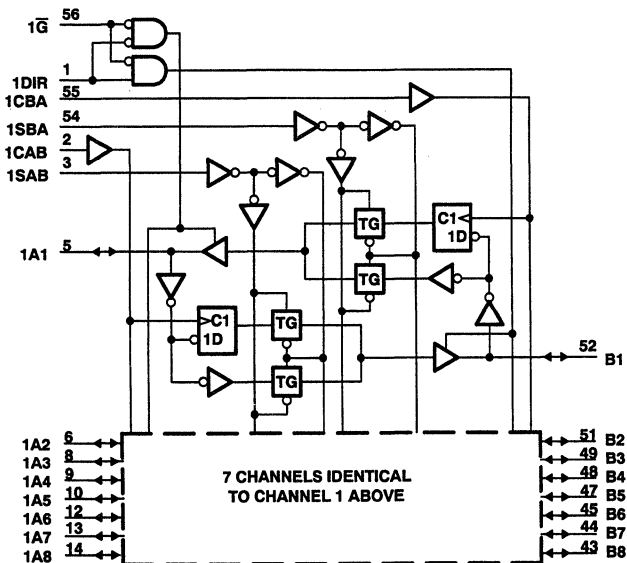 56
1G̅
1
1DIR
55
1CBA
54
1SBA
2
1CAB
3
1SAB
TG
C1
1D
5
1A1
TG
C1
1D
TG
52
B1
TG
1A2 6
1A3 8
1A4 9
1A5 10
1A6 12
1A7 13
1A8 14
7 CHANNELS IDENTICAL
TO CHANNEL 1 ABOVE
51 B2
49 B3
48 B4
47 B5
45 B6
44 B7
43 B8